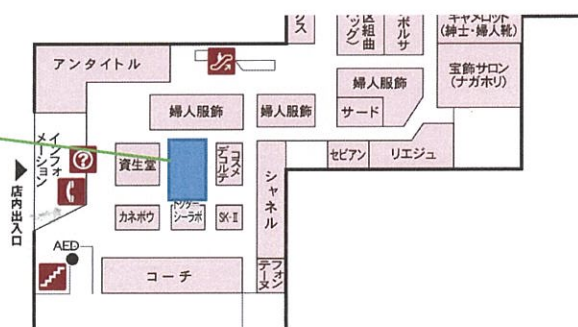 区組曲
ッグ)
ボルサ
キャメロット
(紳士・婦人靴)
アンタイトル
宝飾サロン
(ナガホリ)
婦人服飾
サード
婦人服飾
婦人服飾
インフォ
メーション
?
資生堂
コスメ
デコルテ
セビアン
リエジュ
シャネル
店内出入口
カネボウ
ドクター
シーラボ
SK-II
AED
コーチ
フォン
テーヌ